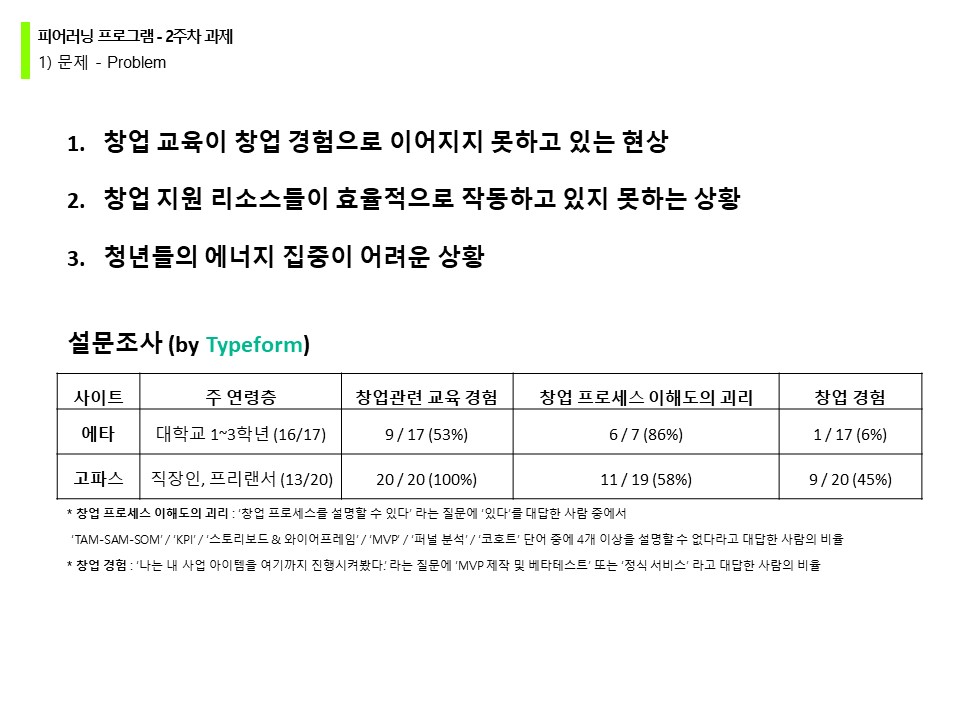 피어러닝 프로그램 - 2주차 과제
1) 문제 - Problem
1. 창업 교육이 창업 경험으로 이어지지 못하고 있는 현상
2. 창업 지원 리소스들이 효율적으로 작동하고 있지 못하는 상황
3. 청년들의 에너지 집중이 어려운 상황
설문조사 (by Typeform)
사이트 주 연령층 창업관련 교육 경험 창업 프로세스 이해도의 괴리 창업 경험
에타 대학교 1~3학년 (16/17) 9 / 17 (53%) 6 / 7 (86%) 1 / 17 (6%)
고파스 직장인, 프리랜서 (13/20) 20 / 20 (100%) 11 / 19 (58%) 9 / 20 (45%)
* 창업 프로세스 이해도의 괴리 : ‘창업 프로세스를 설명할 수 있다’ 라는 질문에 ‘있다’를 대답한 사람 중에서
‘TAM-SAM-SOM’ / ‘KPI’ / ‘스토리보드 & 와이어프레임’ / ‘MVP’ / ‘퍼널 분석’ / ‘코호트’ 단어 중에 4개 이상을 설명할 수 없다라고 대답한 사람의 비율
* 창업 경험 : ‘나는 내 사업 아이템을 여기까지 진행시켜봤다.’ 라는 질문에 ‘MVP 제작 및 베타테스트’ 또는 ‘정식 서비스’ 라고 대답한 사람의 비율